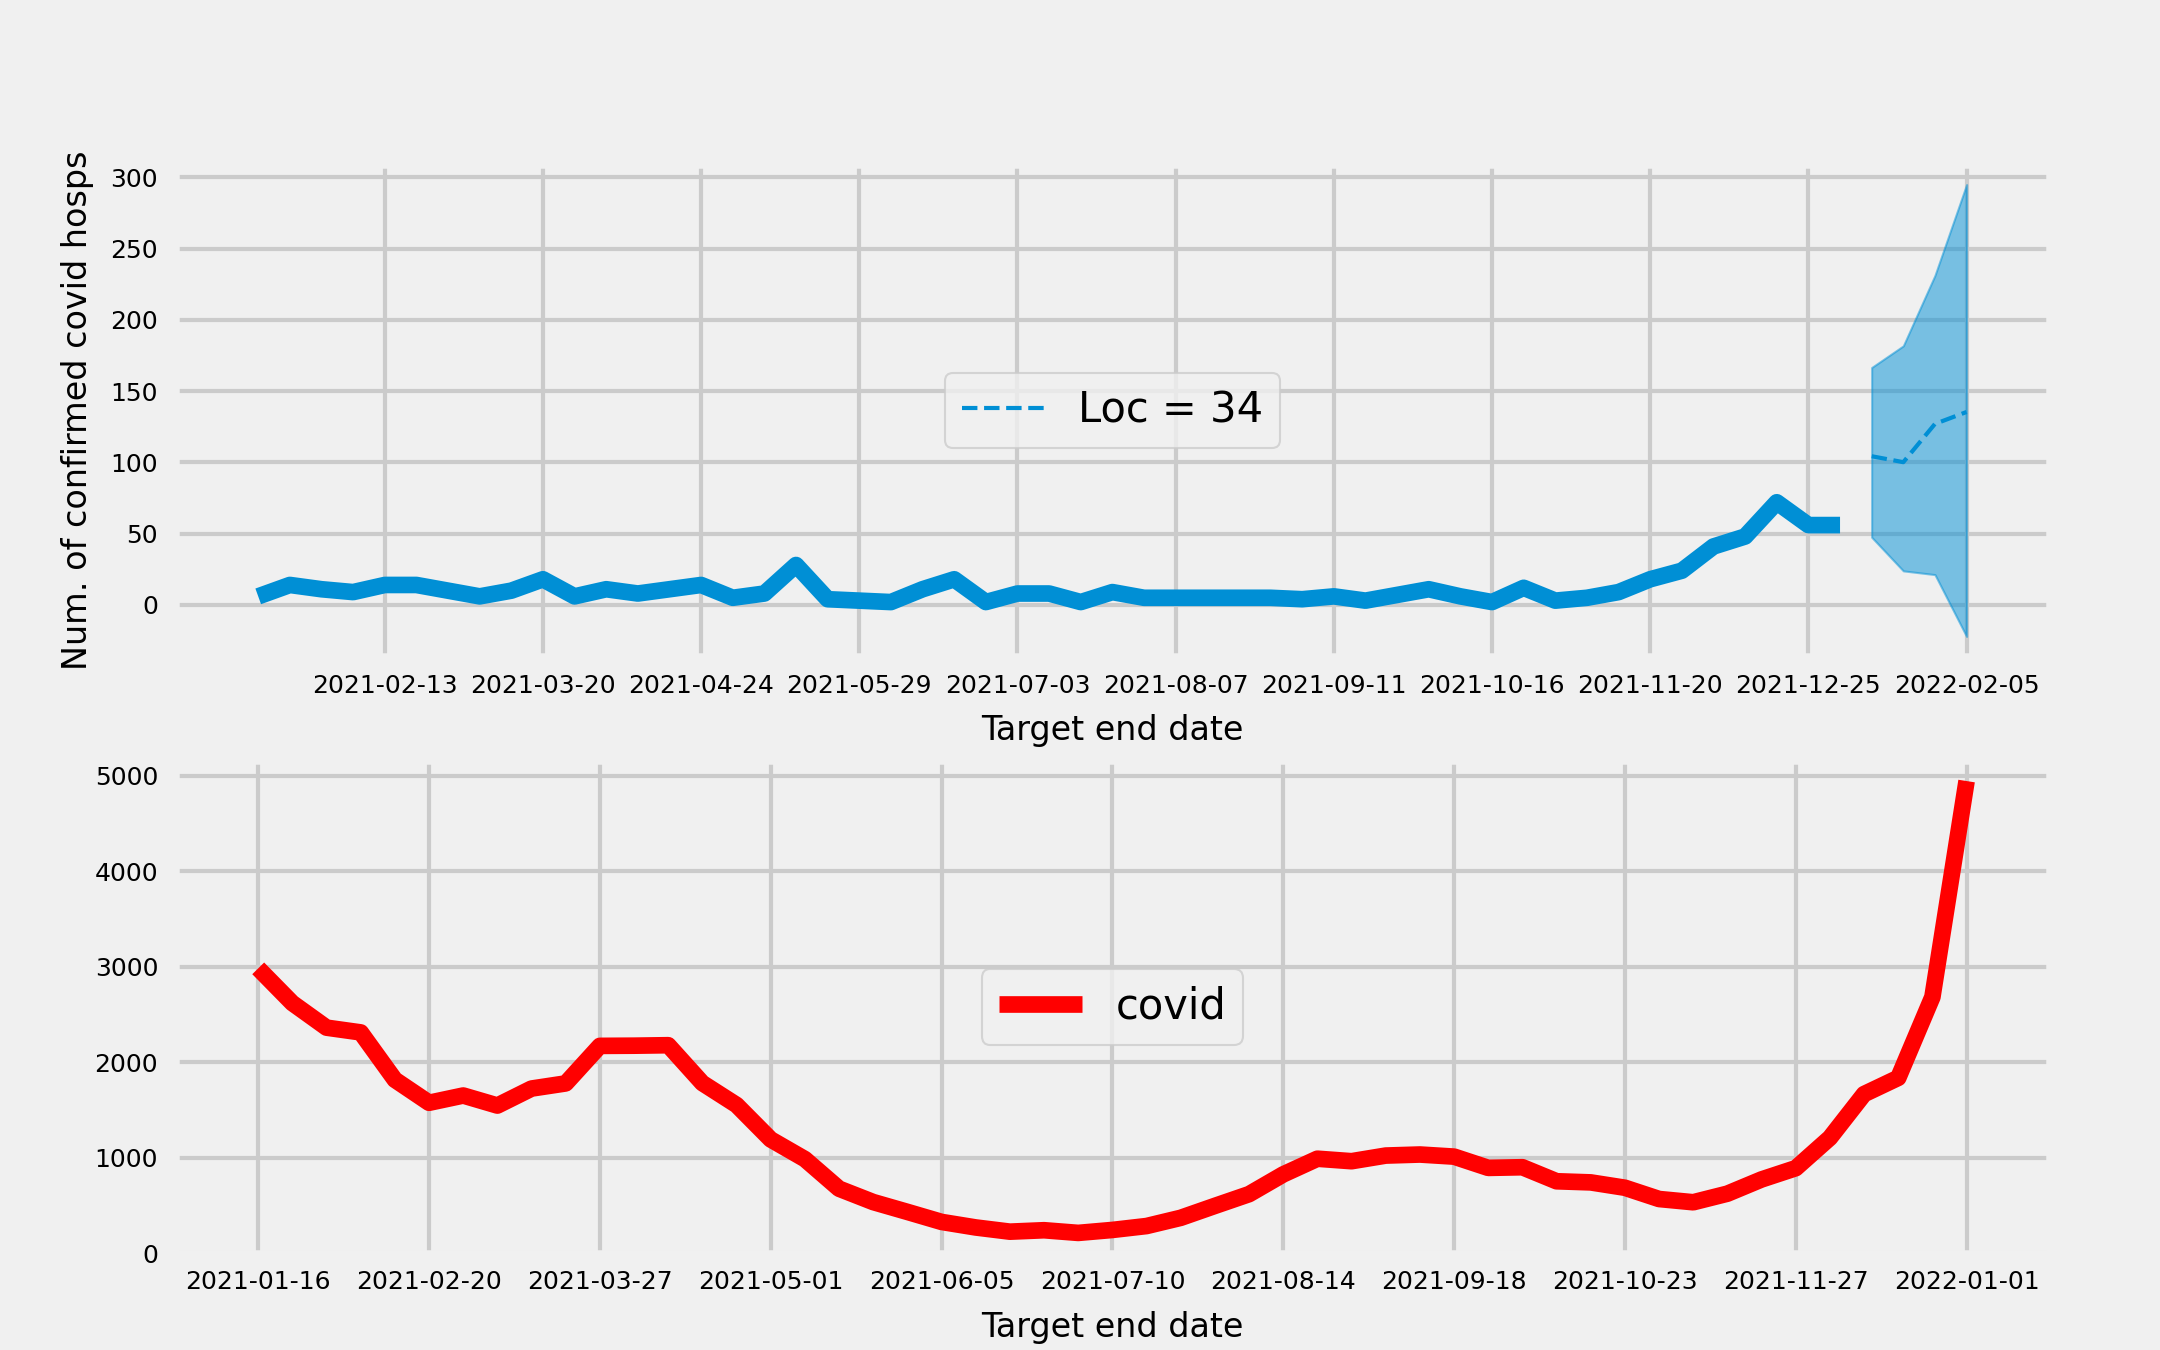 Num. of confirmed covid hosps
300
250
200
150
100
50
0
Loc = 34
2021-02-13 2021-03-20 2021-04-24 2021-05-29 2021-07-03 2021-08-07 2021-09-11 2021-10-16 2021-11-20 2021-12-25 2022-02-05
Target end date
5000
4000
3000
2000
1000
0
covid
2021-01-16 2021-02-20 2021-03-27 2021-05-01 2021-06-05 2021-07-10 2021-08-14 2021-09-18 2021-10-23 2021-11-27 2022-01-01
Target end date